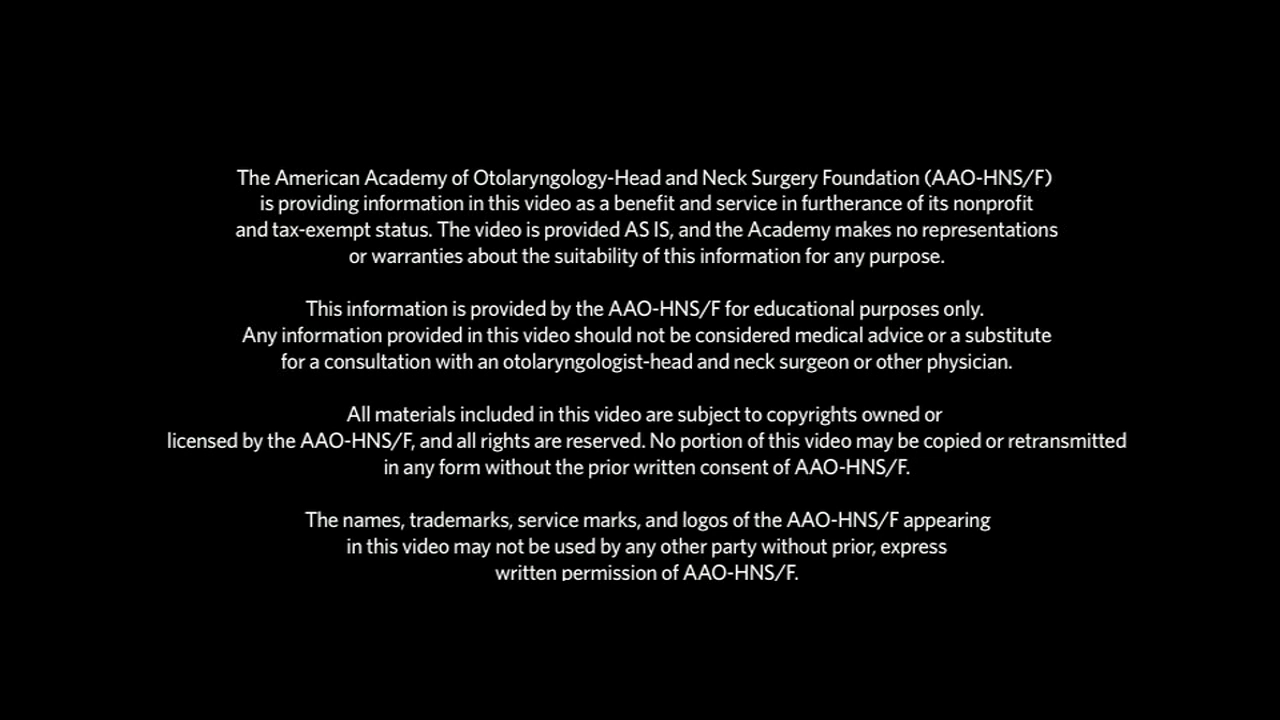 The American Academy of Otolaryngology-Head and Neck Surgery Foundation (AAO-HNS/F)
is providing information in this video as a benefit and service in furtherance of its nonprofit
and tax-exempt status. The video is provided AS IS, and the Academy makes no representations
or warranties about the suitability of this information for any purpose.
This information is provided by the AAO-HNS/F for educational purposes only.
Any information provided in this video should not be considered medical advice or a substitute
for a consultation with an otolaryngologist-head and neck surgeon or other physician.
All materials included in this video are subject to copyrights owned or
licensed by the AAO-HNS/F, and all rights are reserved. No portion of this video may be copied or retransmitted
in any form without the prior written consent of AAO-HNS/F.
The names, trademarks, service marks, and logos of the AAO-HNS/F appearing
in this video may not be used by any other party without prior, express
written permission of AAO-HNS/F.